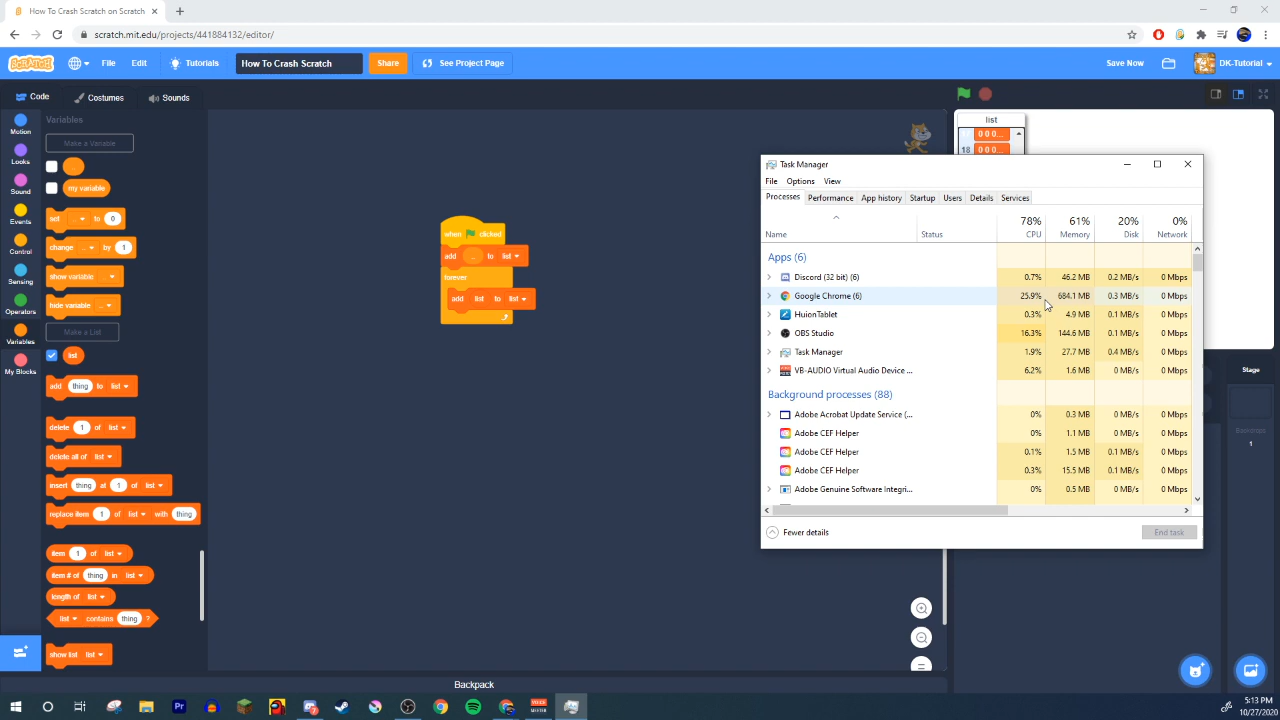 How To Crash Scratch on Scratch
scratch.mit.edu/projects/441884132/editor/
SCRATCH
File
Edit
Tutorials
How To Crash Scratch
Share
See Project Page
Save Now
DK-Tutorial
Code
Costumes
Sounds
Motion
Looks
Sound
Events
Control
Sensing
Operators
Variables
My Blocks
Variables
Make a Variable
my variable
set to 0
change by 1
show variable
hide variable
Make a List
list
add thing to list
delete 1 of list
delete all of list
insert thing at 1 of list
replace item 1 of list with thing
item 1 of list
item # of thing in list
length of list
list contains thing ?
show list list
when clicked
add to list
forever
add list to list
list
0 0 0...
18 0 0 0...
Task Manager
File Options View
Processes Performance App history Startup Users Details Services
78% 61% 20% 0%
Name Status CPU Memory Disk Network
Apps (6)
Discord (32 bit) (6) 0.7% 46.2 MB 0.2 MB/s 0 Mbps
Google Chrome (6) 25.9% 684.1 MB 0.3 MB/s 0 Mbps
HuionTablet 0.3% 4.9 MB 0.1 MB/s 0 Mbps
OBS Studio 16.3% 144.6 MB 0.1 MB/s 0 Mbps
Task Manager 1.9% 27.7 MB 0.4 MB/s 0 Mbps
VB-AUDIO Virtual Audio Device ... 6.2% 1.6 MB 0 MB/s 0 Mbps
Background processes (88)
Adobe Acrobat Update Service (... 0% 0.3 MB 0 MB/s 0 Mbps
Adobe CEF Helper 0% 1.1 MB 0.1 MB/s 0 Mbps
Adobe CEF Helper 0.1% 1.5 MB 0.1 MB/s 0 Mbps
Adobe CEF Helper 0.3% 15.5 MB 0.1 MB/s 0 Mbps
Adobe Genuine Software Integri... 0% 0.5 MB 0 MB/s 0 Mbps
Fewer details
End task
Stage
Backdrops
1
Backpack
5:13 PM
10/27/2020